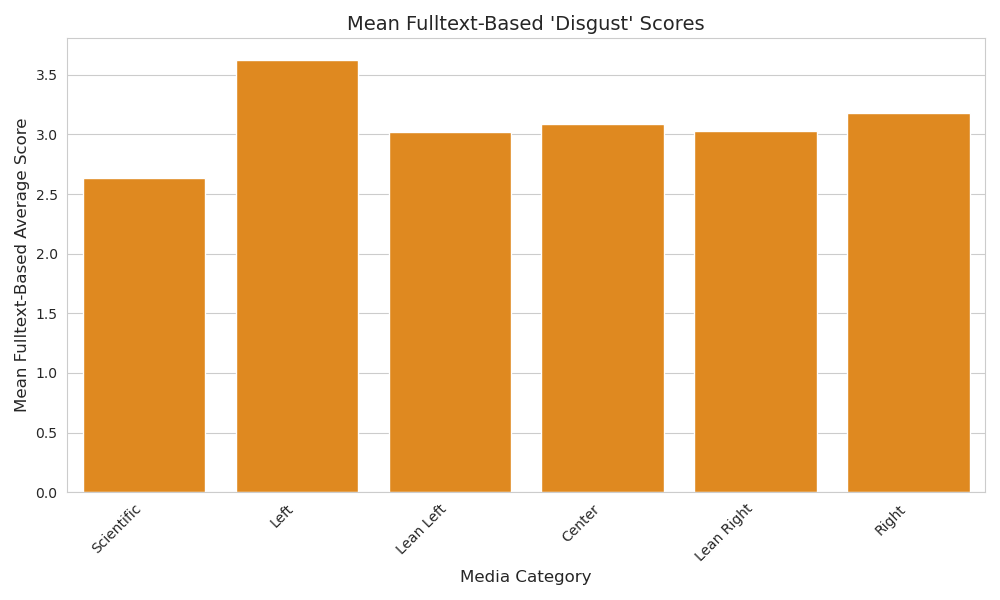 Mean Fulltext-Based 'Disgust' Scores
Mean Fulltext-Based Average Score
3.5
3.0
2.5
2.0
1.5
1.0
0.5
0.0
Scientific
Left
Lean Left
Center
Lean Right
Right
Media Category